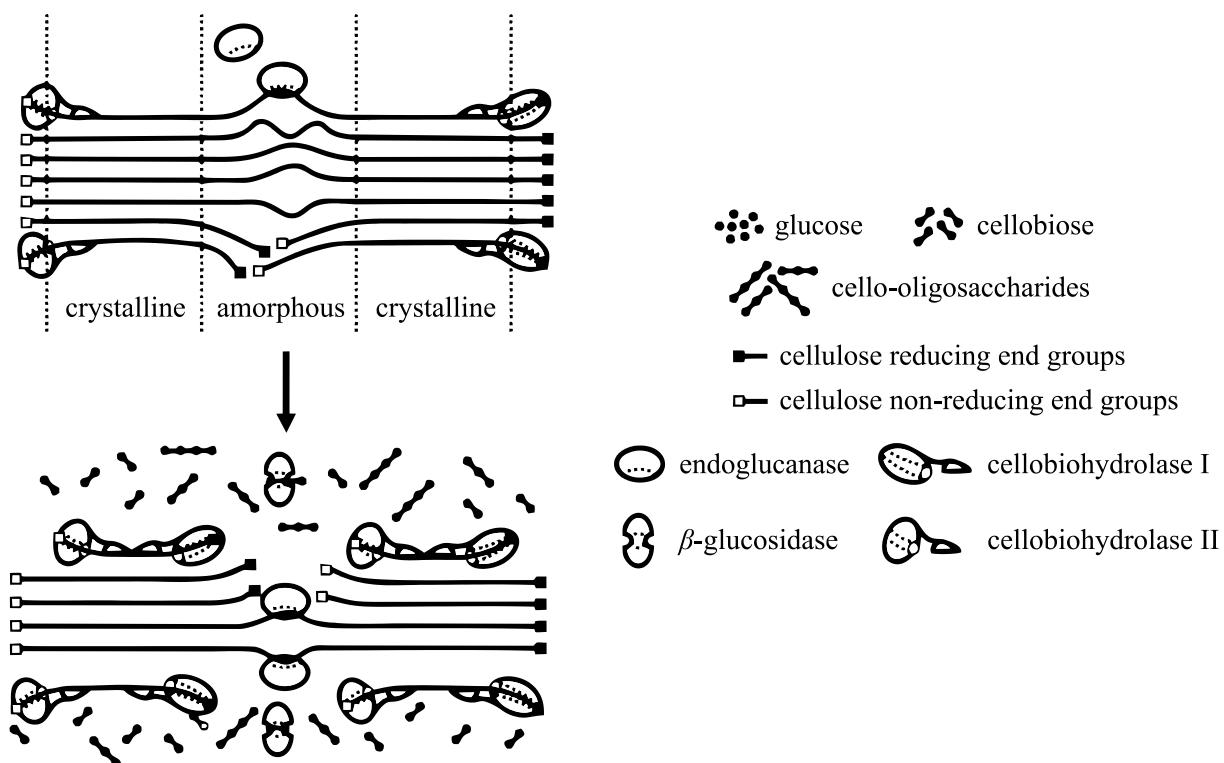 crystalline amorphous crystalline
glucose cellobiose
cello-oligosaccharides
cellulose reducing end groups
cellulose non-reducing end groups
endoglucanase cellobiohydrolase I
β-glucosidase cellobiohydrolase II